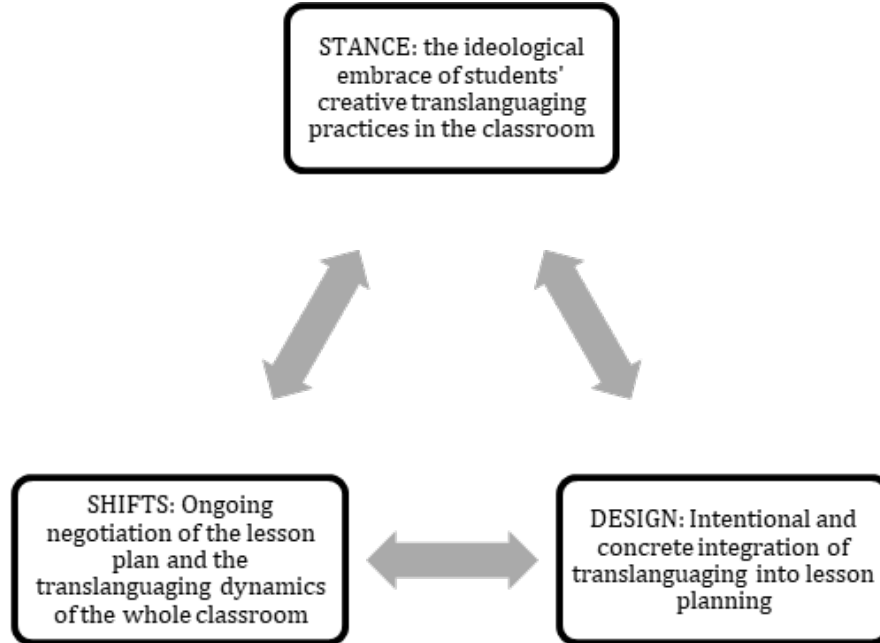 STANCE: the ideological
embrace of students'
creative translanguaging
practices in the classroom
SHIFTS: Ongoing
negotiation of the lesson
plan and the
translanguaging dynamics
of the whole classroom
DESIGN: Intentional and
concrete integration of
translanguaging into lesson
planning